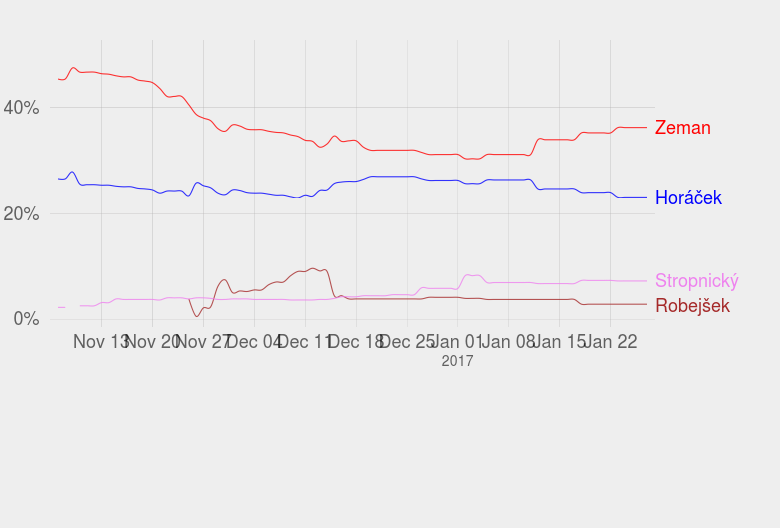 40%
Zeman
Horáček
20%
Stropnický
Robejšek
0%
Nov 13 Nov 20 Nov 27 Dec 04 Dec 11 Dec 18 Dec 25 Jan 01 Jan 08 Jan 15 Jan 22
2017